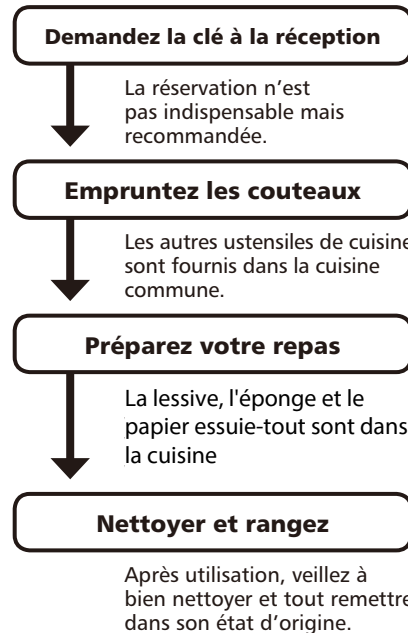 Demandez la clé à la réception
La réservation n'est
pas indispensable mais
recommandée.
Empruntez les couteaux
Les autres ustensiles de cuisine
sont fournis dans la cuisine
commune.
Préparez votre repas
La lessive, l'éponge et le
papier essuie-tout sont dans
la cuisine
Nettoyer et rangez
Après utilisation, veillez à
bien nettoyer et tout remettre
dans son état d'origine.